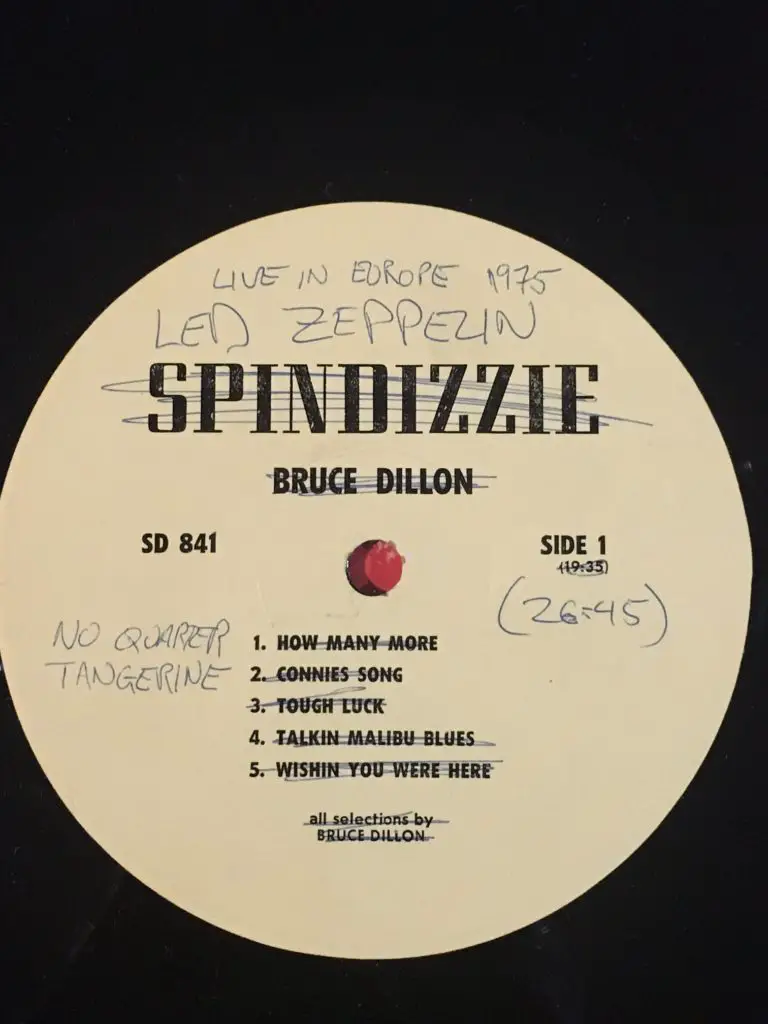 LIVE IN EUROPE 1975
LED ZEPPELIN
SPINDIZZIE
BRUCE DILLON
SD 841
SIDE 1
(19:35)
(26:45)
NO QUARTER
TANGERINE
1. HOW MANY MORE
2. CONNIES SONG
3. TOUGH LUCK
4. TALKIN MALIBU BLUES
5. WISHIN YOU WERE HERE
all selections by
BRUCE DILLON